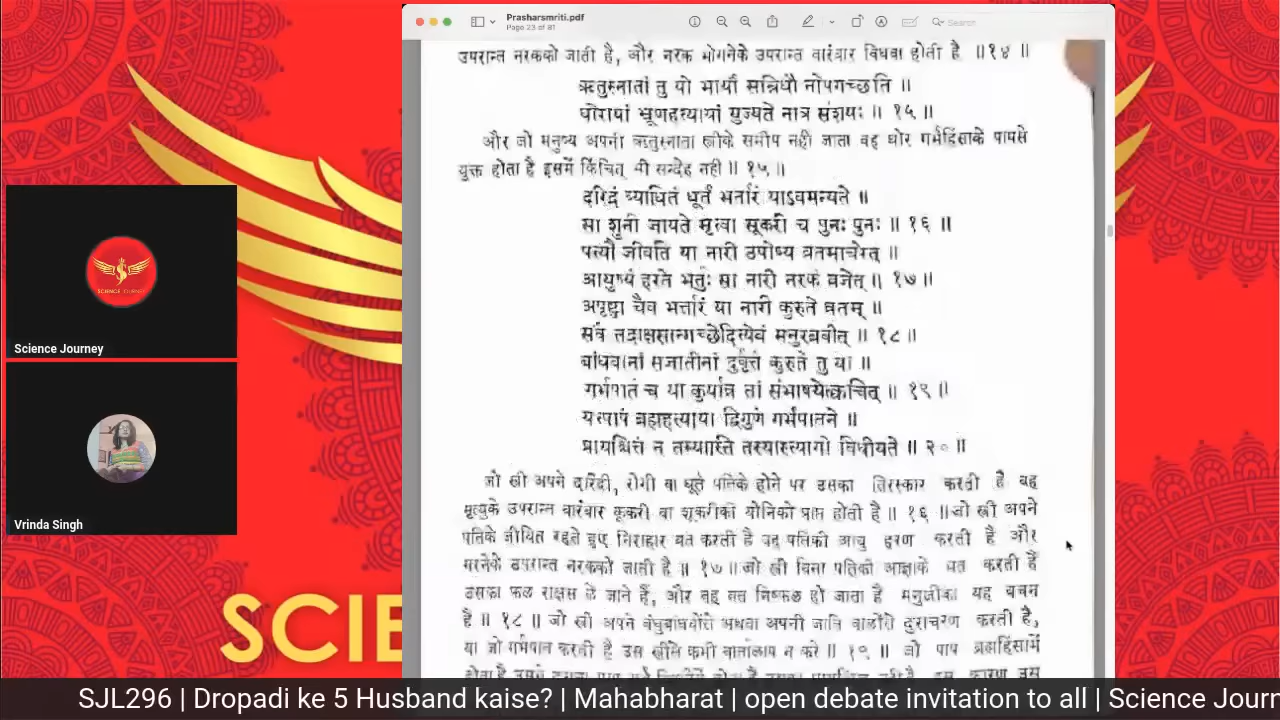 Prasharsmriti.pdf
Page 23 of 81
Search
उपरान्त नरकको जाती है, और नरक भोगनेके उपरान्त वारंवार विधवा होती है ॥१४॥
ऋतुस्नातां तु यो भार्यां सन्निधौ नोपगच्छति ॥
घोरायां भ्रूणहत्यायां युज्यते नात्र संशयः ॥ १५ ॥
और जो मनुष्य अपनी ऋतुस्नाता स्त्रीके समीप नही जाता वह घोर गर्भहिंसाके पापसे
युक्त होता है इसमें किंचित् भी सन्देह नही ॥ १५ ॥
दरिद्रं व्याधितं धूर्तं भर्तारं याऽवमन्यते ॥
सा शुनी जायते मृत्वा सूकरी च पुनः पुनः ॥ १६ ॥
पत्यौ जीवति या नारी उपोष्य व्रतमाचरेत् ॥
आयुष्यं हरते भर्तुः सा नारी नरकं व्रजेत् ॥ १७ ॥
अपृष्ट्वा चैव भर्त्तारं या नारी कुरुते व्रतम् ॥
सर्वं तद्राक्षसान्गच्छेदित्येवं मनुरब्रवीत् ॥ १८ ॥
बांधवानां सजातीनां दुर्वृत्तं कुरुते तु या ॥
गर्भपातं च या कुर्यान्न तां संभाषयेत्क्वचित् ॥ १९ ॥
यत्पापं ब्रह्महत्याया द्विगुणं गर्भपातने ॥
प्रायश्चित्तं न तस्यास्ति तस्यास्त्यागो विधीयते ॥ २० ॥
जो स्त्री अपने दरिद्री, रोगी वा धूर्त पतिके होने पर उसका तिरस्कार करती है वह
मृत्युके उपरान्त वारंवार कूकरी वा शूकरीकी योनिको प्राप्त होती है ॥ १६ ॥ जो स्त्री अपने
पतिके जीवित रहते हुए निराहार व्रत करती है वह पतिकी आयु हरण करती है और
मरनेके उपरान्त नरकको जाती है ॥ १७ ॥ जो स्त्री विना पतिकी आज्ञाके व्रत करती है
उसका फल राक्षस ले जाने हैं, और वह व्रत निष्फल हो जाता है मनुजीका यह वचन
है ॥ १८ ॥ जो स्त्री अपने बंधुबांधवोंसे अथवा अपनी जाति वालोंसे दुराचरण करती है,
या जो गर्भपात करती है उस स्त्रीसे कभी वार्तालाप न करे ॥ १९ ॥ जो पाप ब्रह्महिंसामें
Science Journey
Vrinda Singh
SCIENCE JOURNEY
SCIE
SJL296 | Dropadi ke 5 Husband kaise? | Mahabharat | open debate invitation to all | Science Journ